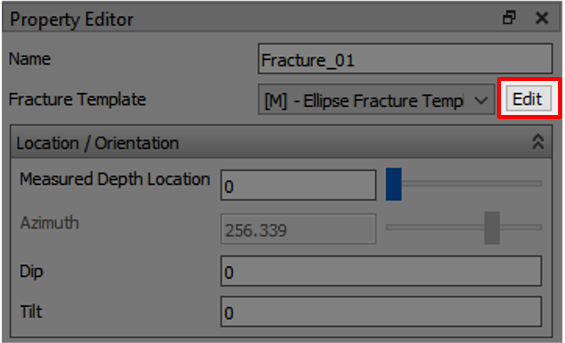 Property Editor
Name Fracture_01
Fracture Template [M] - Ellipse Fracture Templ Edit
Location / Orientation
Measured Depth Location 0
Azimuth 256.339
Dip 0
Tilt 0